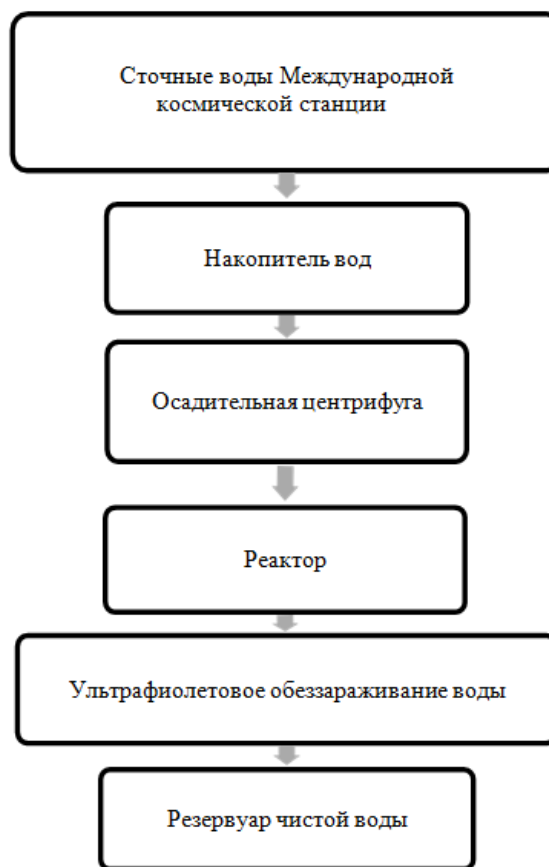 Сточные воды Международной
космической станции
Накопитель вод
Осадительная центрифуга
Реактор
Ультрафиолетовое обеззараживание воды
Резервуар чистой воды